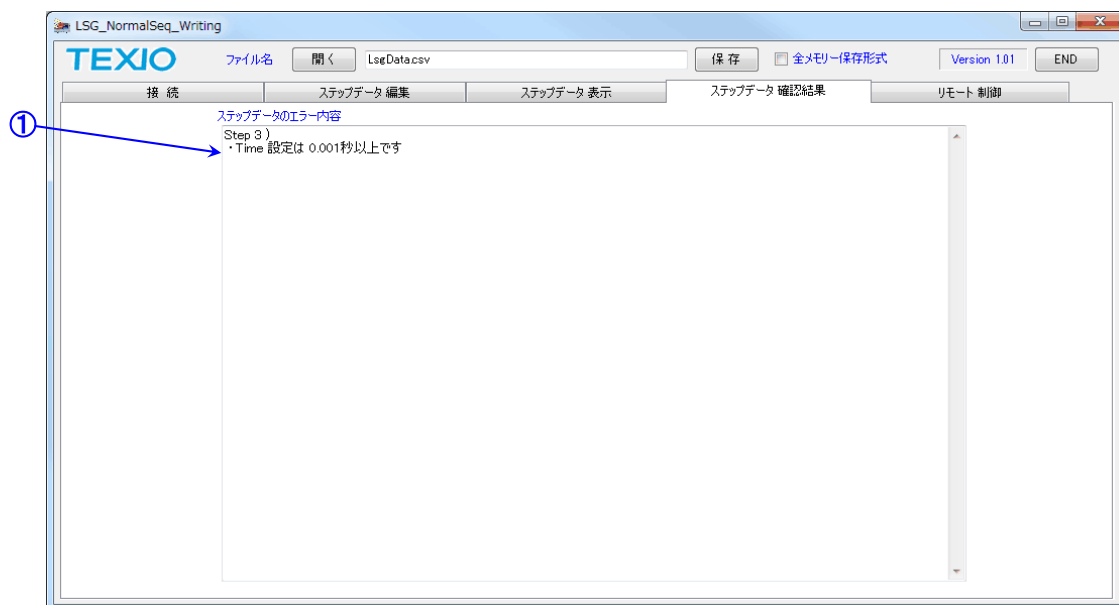 LSG_NormalSeq_Writing
TEXIO ファイル名 開く LsgData.csv 保存 全メモリー保存形式 Version 1.01 END
接 続 ステップデータ 編集 ステップデータ 表示 ステップデータ 確認結果 リモート 制御
①
ステップデータのエラー内容
Step 3 )
・Time 設定は 0.001秒以上です